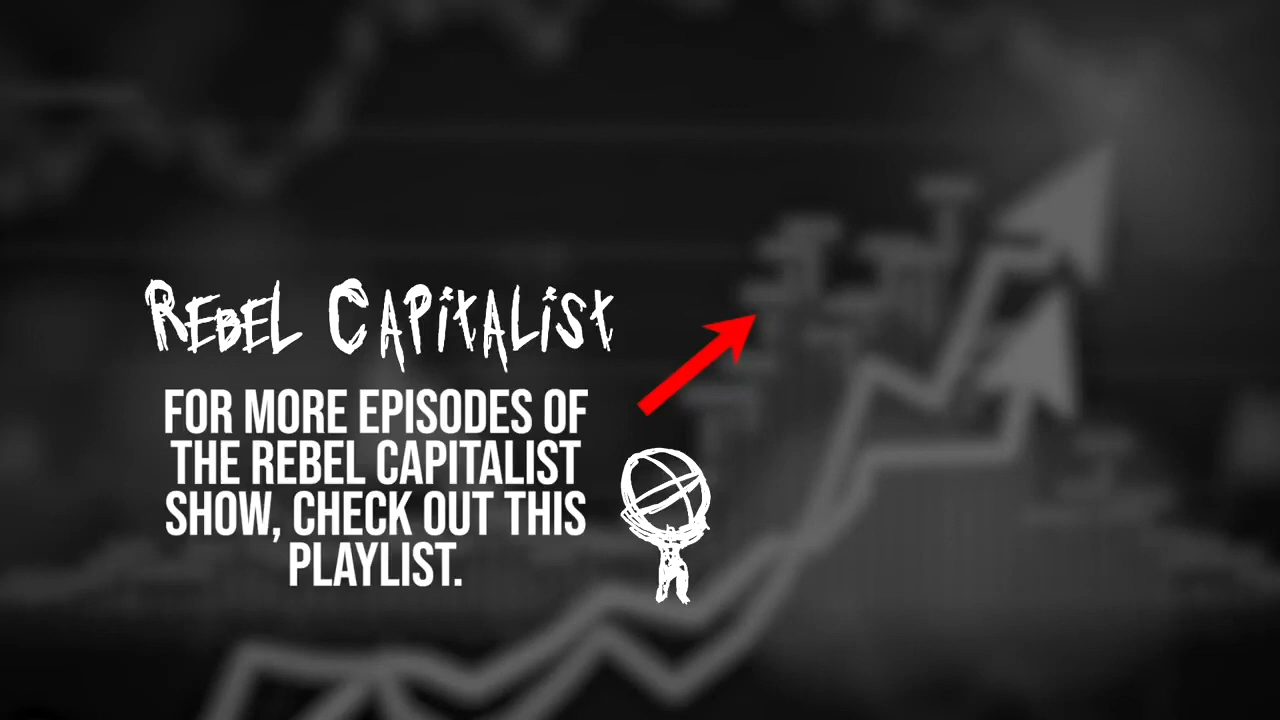 REBEL CAPITALIST
FOR MORE EPISODES OF
THE REBEL CAPITALIST
SHOW, CHECK OUT THIS
PLAYLIST.